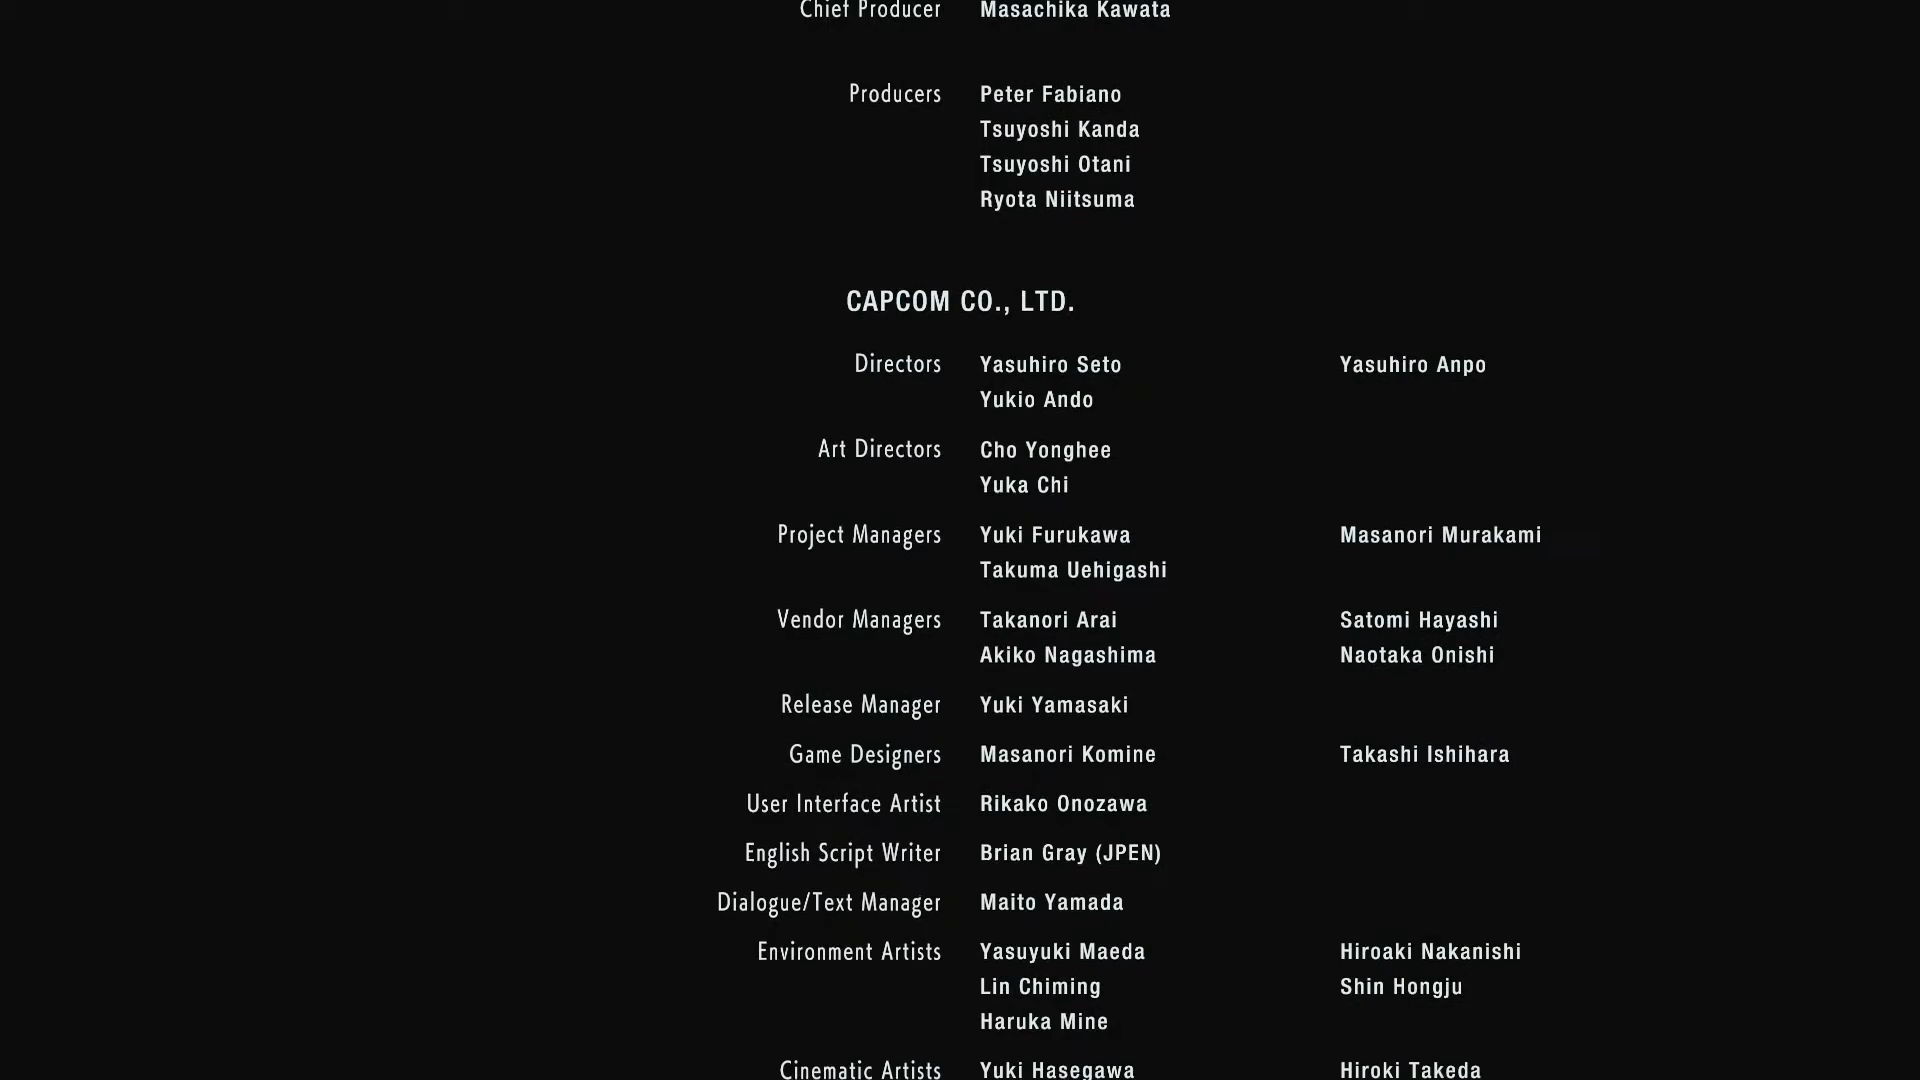 Chief Producer Masachika Kawata
Producers Peter Fabiano
Tsuyoshi Kanda
Tsuyoshi Otani
Ryota Niitsuma
CAPCOM CO., LTD.
Directors Yasuhiro Seto Yasuhiro Anpo
Yukio Ando
Art Directors Cho Yonghee
Yuka Chi
Project Managers Yuki Furukawa Masanori Murakami
Takuma Uehigashi
Vendor Managers Takanori Arai Satomi Hayashi
Akiko Nagashima Naotaka Onishi
Release Manager Yuki Yamasaki
Game Designers Masanori Komine Takashi Ishihara
User Interface Artist Rikako Onozawa
English Script Writer Brian Gray (JPEN)
Dialogue/Text Manager Maito Yamada
Environment Artists Yasuyuki Maeda Hiroaki Nakanishi
Lin Chiming Shin Hongju
Haruka Mine
Cinematic Artists Yuki Hasegawa Hiroki Takeda